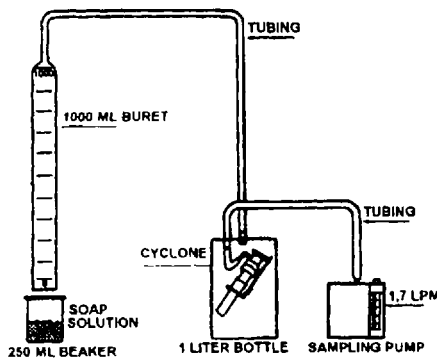 TUBING
1000
1000 ML BURET
TUBING
CYCLONE
1,7 LPM
SOAP
SOLUTION
250 ML BEAKER
1 LITER BOTTLE
SAMPLING PUMP